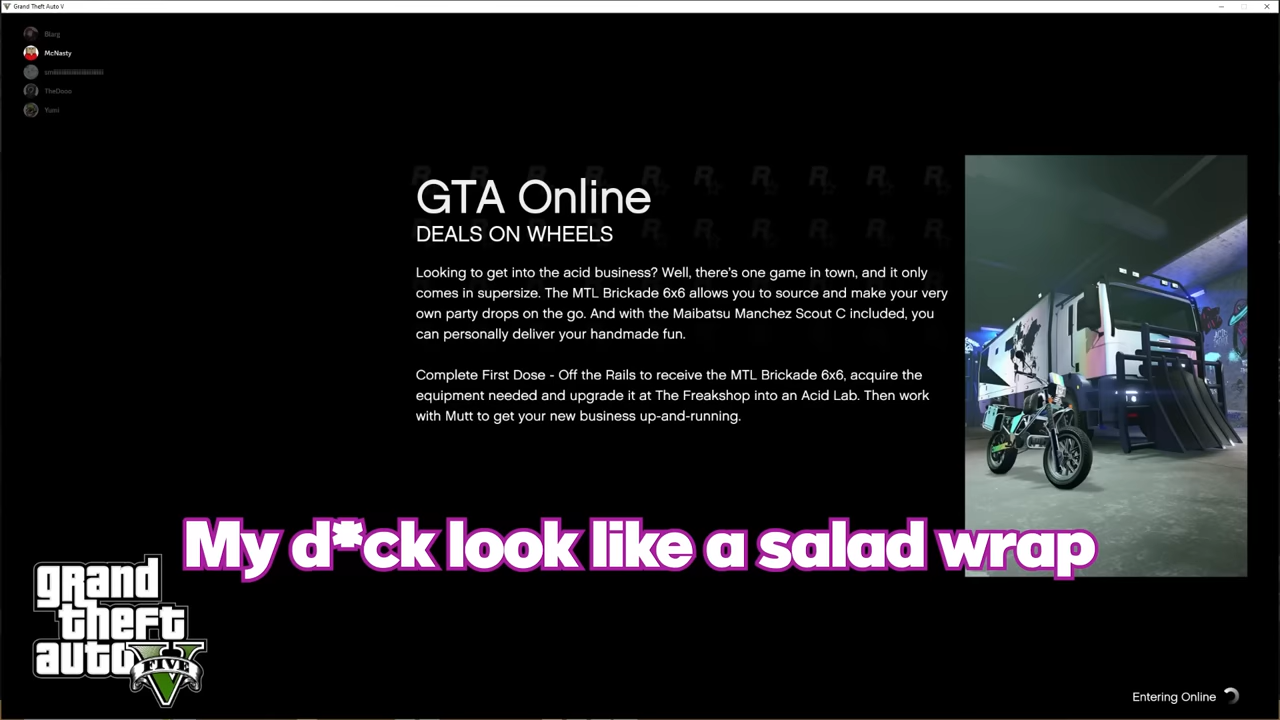 Grand Theft Auto V
Blarg
McNasty
TheDooo
Yumi
GTA Online
DEALS ON WHEELS
Looking to get into the acid business? Well, there's one game in town, and it only
comes in supersize. The MTL Brickade 6x6 allows you to source and make your very
own party drops on the go. And with the Maibatsu Manchez Scout C included, you
can personally deliver your handmade fun.
Complete First Dose - Off the Rails to receive the MTL Brickade 6x6, acquire the
equipment needed and upgrade it at The Freakshop into an Acid Lab. Then work
with Mutt to get your new business up-and-running.
My d*ck look like a salad wrap
grand
theft
auto
FIVE
Entering Online